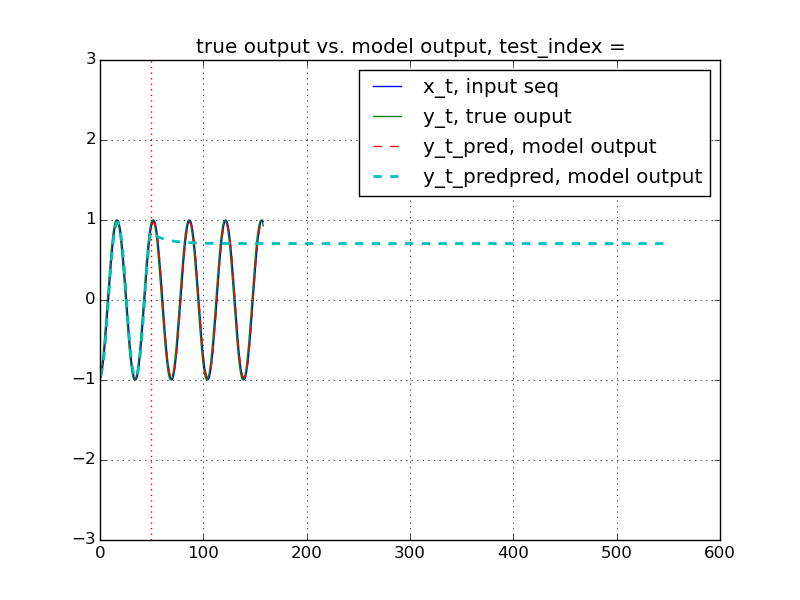 true output vs. model output, test_index =
x_t, input seq
y_t, true ouput
y_t_pred, model output
y_t_predpred, model output
3
2
1
0
−1
−2
−3
0 100 200 300 400 500 600